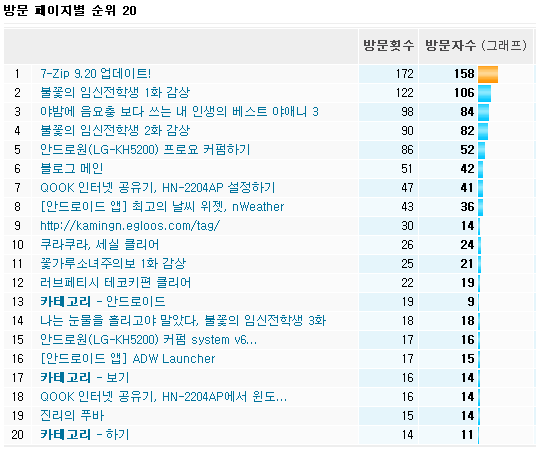 방문 페이지별 순위 20
방문횟수 방문자수 (그래프)
1 7-Zip 9.20 업데이트! 172 158
2 불꽃의 임신전학생 1화 감상 122 106
3 야밤에 음요충 보다 쓰는 내 인생의 베스트 야애니 3 98 84
4 불꽃의 임신전학생 2화 감상 90 82
5 안드로원(LG-KH5200) 프로요 커펌하기 86 52
6 블로그 메인 51 42
7 QOOK 인터넷 공유기, HN-2204AP 설정하기 47 41
8 [안드로이드 앱] 최고의 날씨 위젯, nWeather 43 36
9 http://kamingn.egloos.com/tag/ 30 14
10 쿠라쿠라, 세실 클리어 26 24
11 꽃가루소녀주의보 1화 감상 25 21
12 러브페티시 테코키편 클리어 22 19
13 카테고리 - 안드로이드 19 9
14 나는 눈물을 흘리고야 말았다, 불꽃의 임신전학생 3화 18 18
15 안드로원(LG-KH5200) 커펌 system v6... 17 16
16 [안드로이드 앱] ADW Launcher 17 15
17 카테고리 - 보기 16 14
18 QOOK 인터넷 공유기, HN-2204AP에서 윈도... 16 14
19 진리의 푸바 15 14
20 카테고리 - 하기 14 11